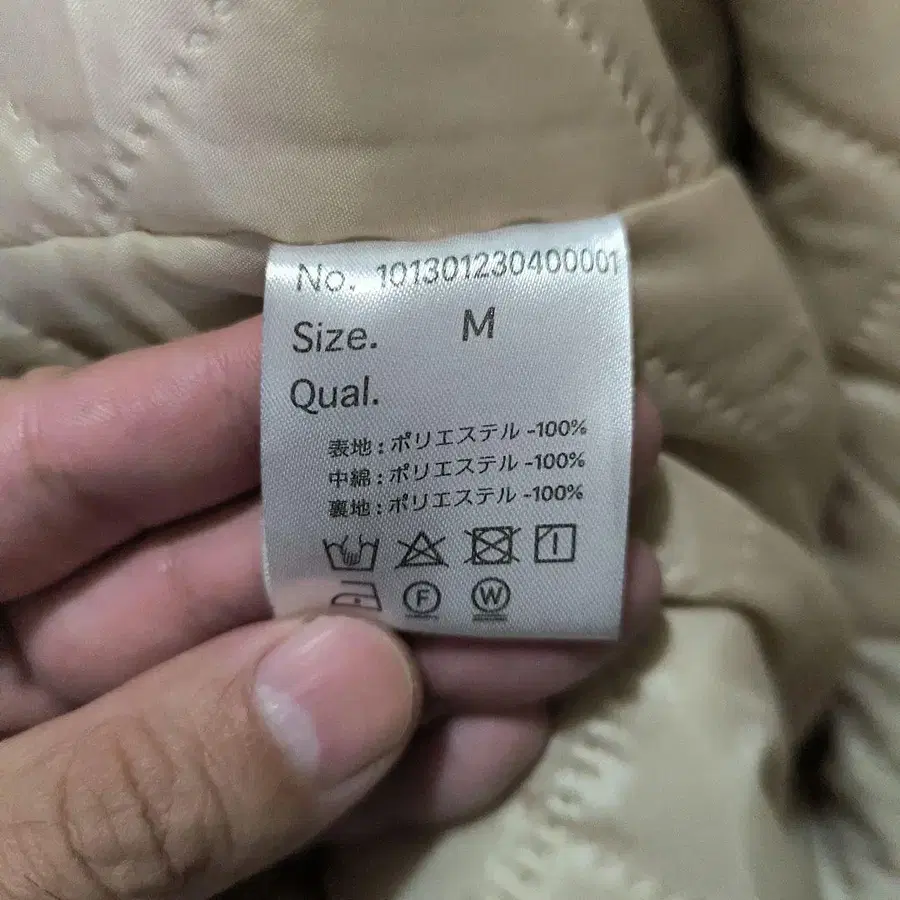 No. 101301230400001
Size. M
Qual.
表地 : ポリエステル -100%
中綿 : ポリエステル -100%
裏地 : ポリエステル -100%
F W